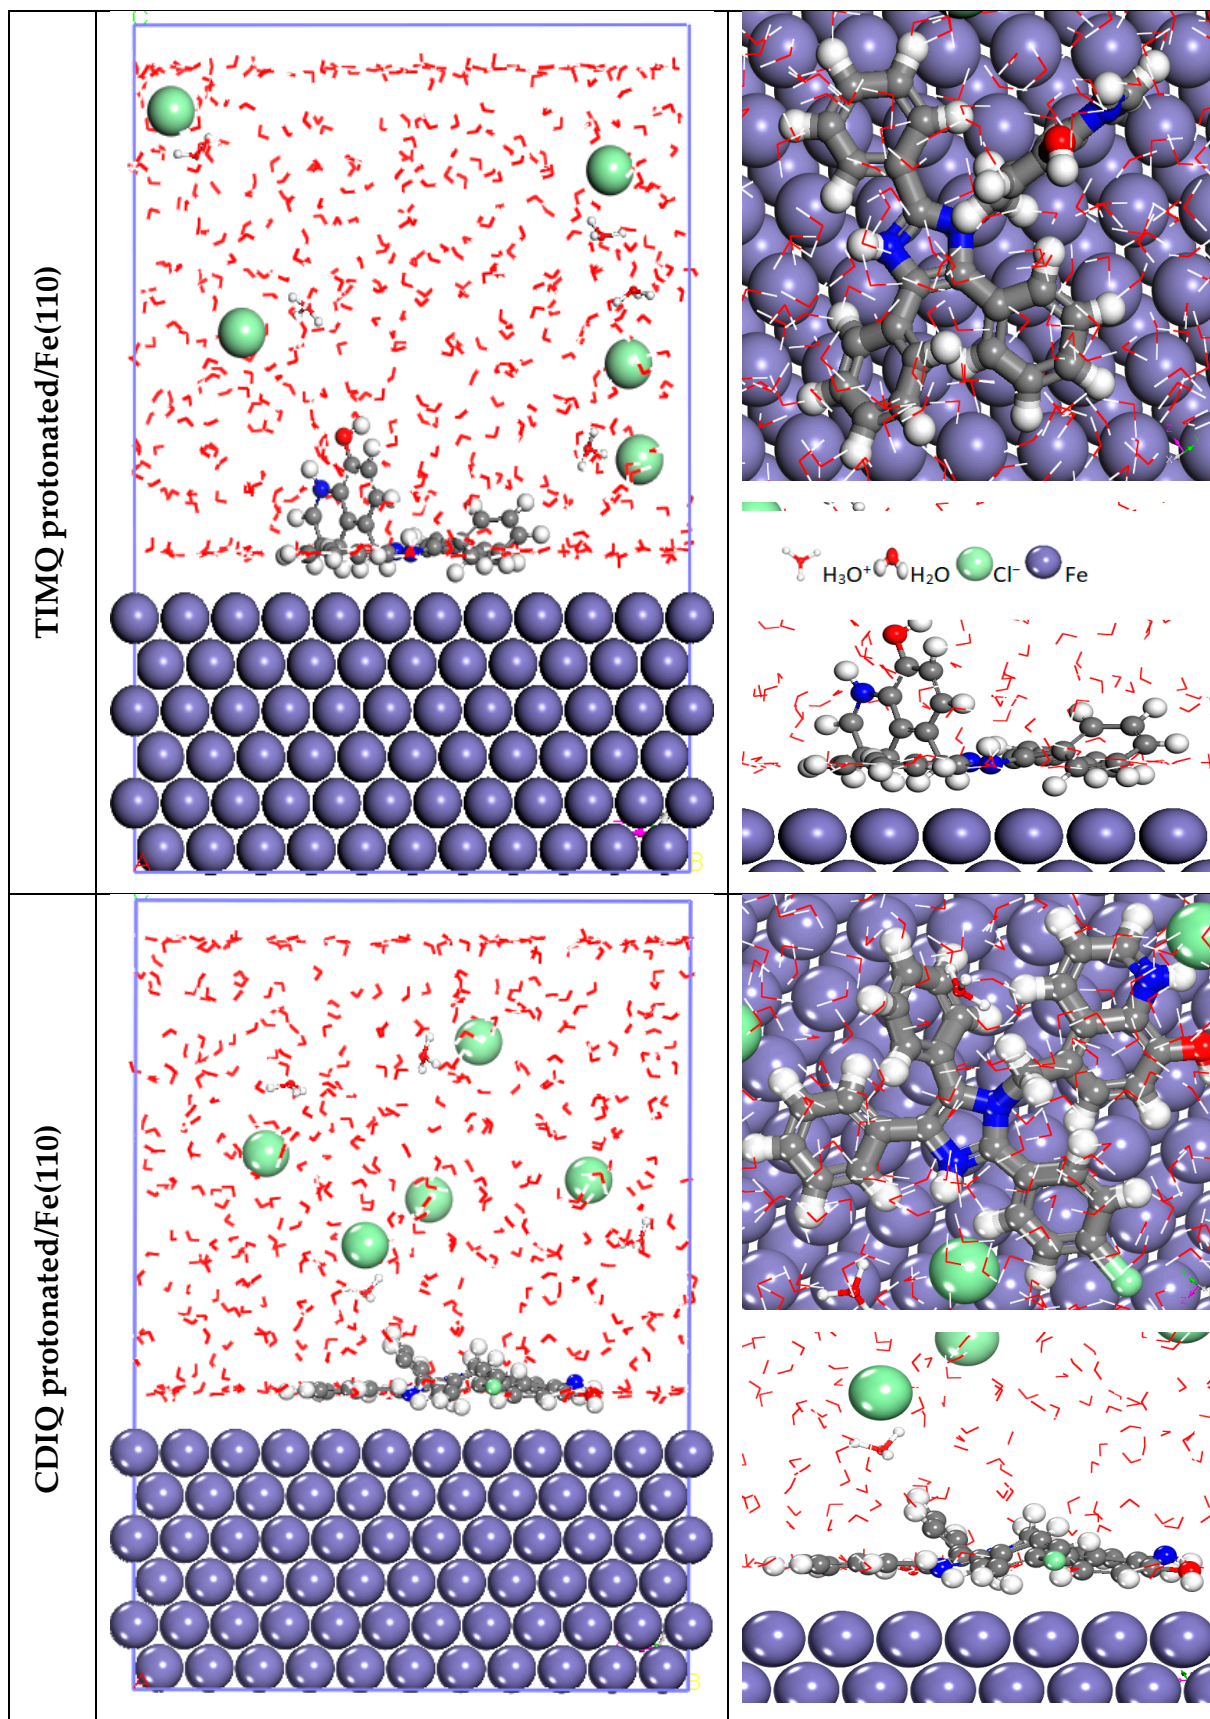 TIMQ protonated/Fe(110)
C
A
B
H₃O⁺ H₂O Cl⁻ Fe
CDIQ protonated/Fe(110)
A
B